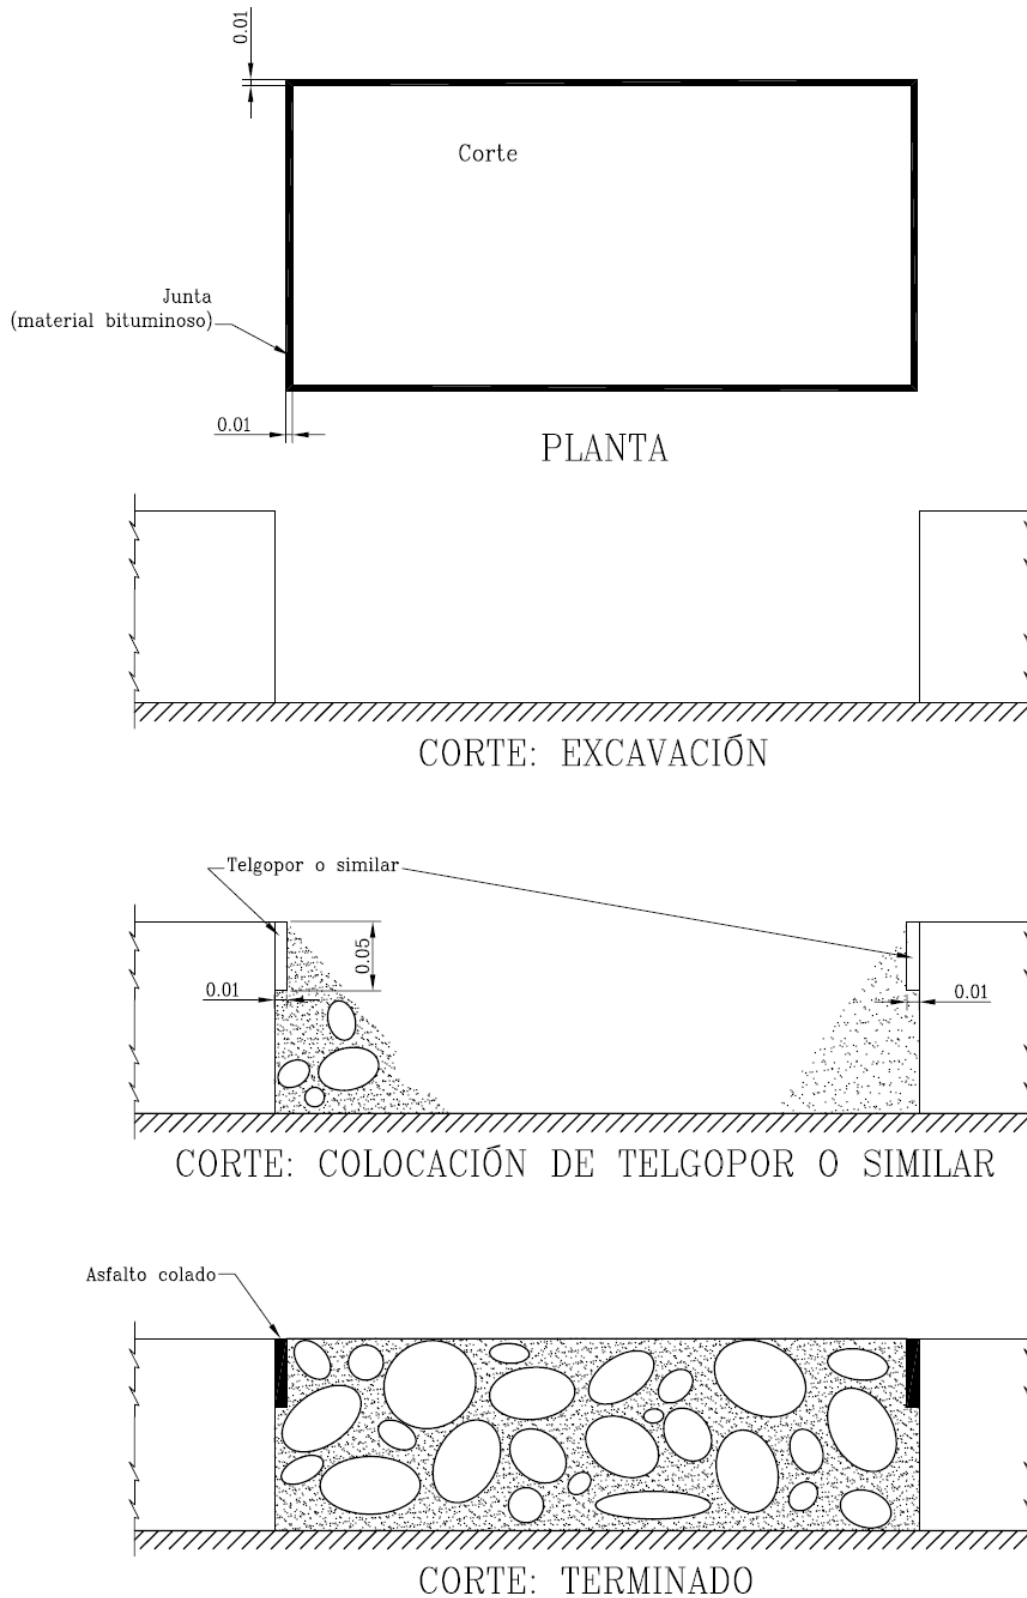 0.01
Corte
Junta
(material bituminoso)
0.01
PLANTA
CORTE: EXCAVACIÓN
Telgopor o similar
0.05
0.01
0.01
CORTE: COLOCACIÓN DE TELGOPOR O SIMILAR
Asfalto colado
CORTE: TERMINADO